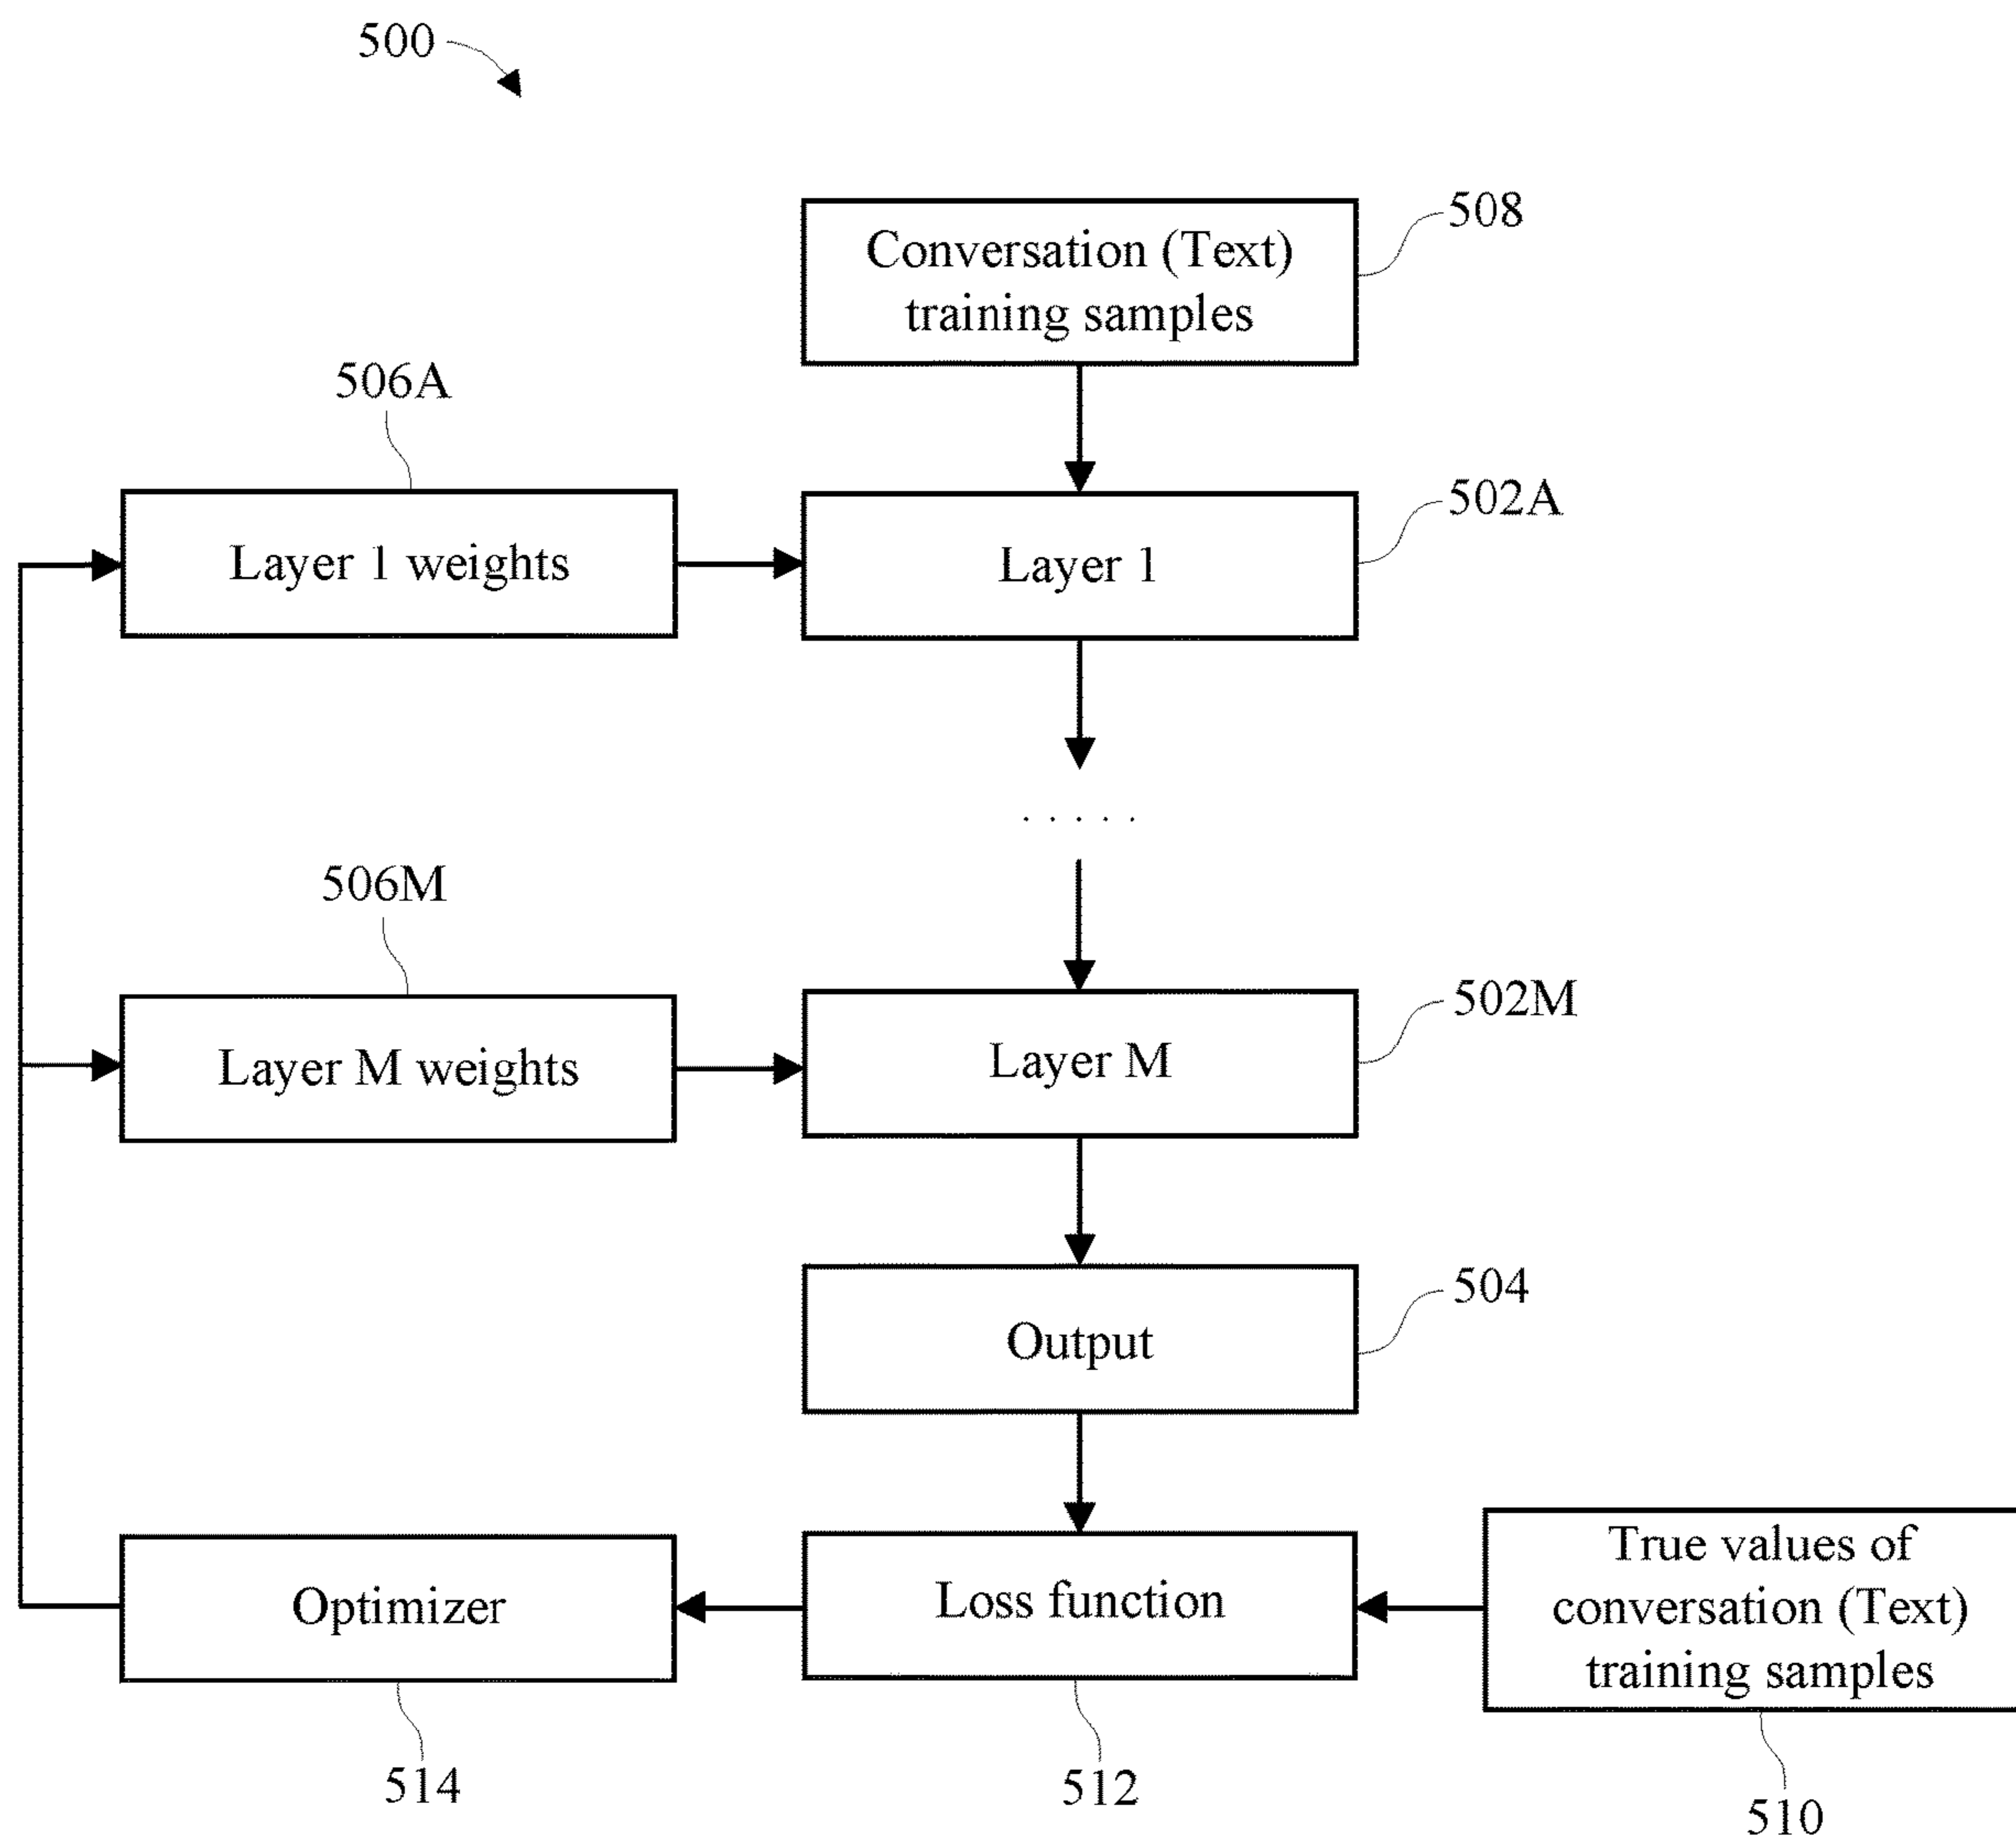 500
508
Conversation (Text)
training samples
506A
502A
Layer 1 weights
Layer 1
.....
506M
502M
Layer M weights
Layer M
504
Output
Optimizer
Loss function
True values of
conversation (Text)
training samples
514
512
510